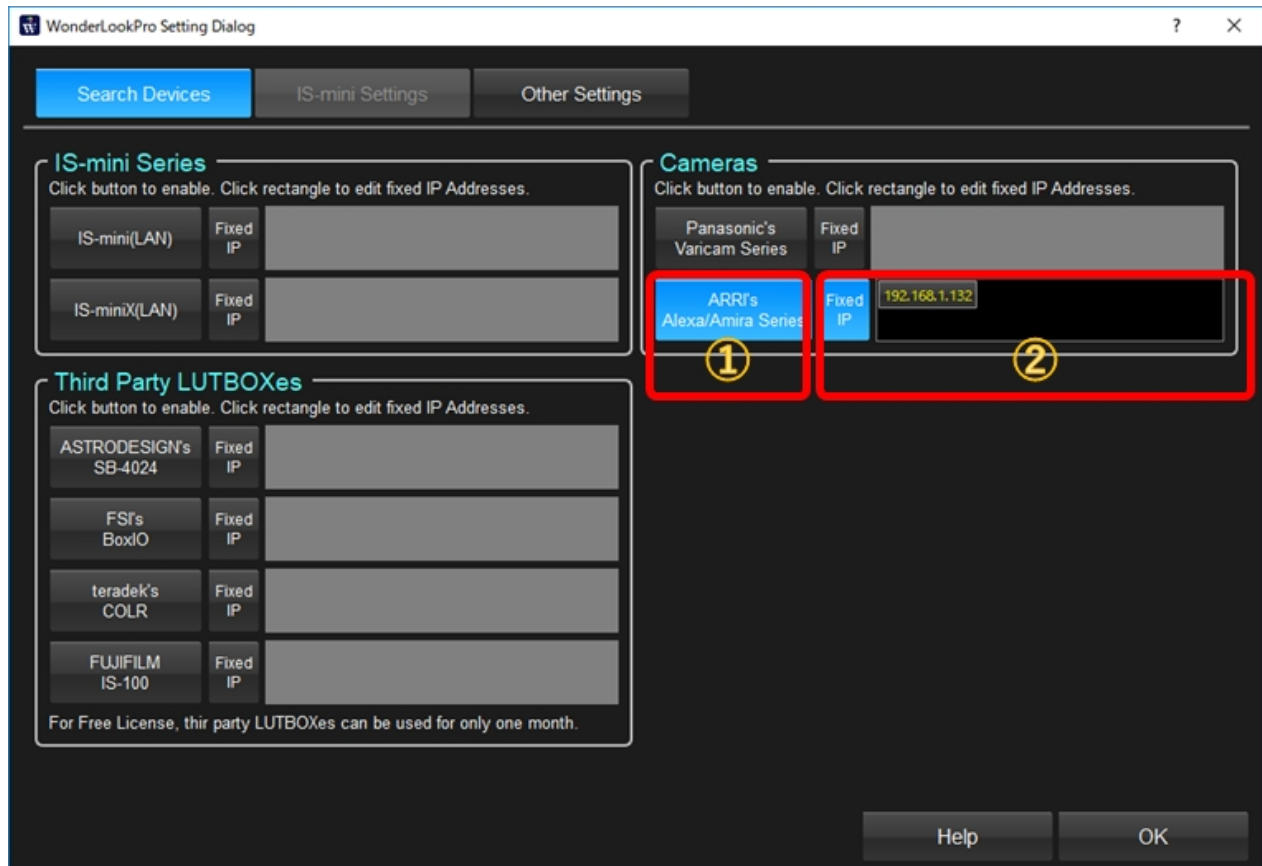 WonderLookPro Setting Dialog
?
Search Devices
IS-mini Settings
Other Settings
IS-mini Series
Click button to enable. Click rectangle to edit fixed IP Addresses.
IS-mini(LAN)
Fixed
IP
IS-miniX(LAN)
Fixed
IP
Cameras
Click button to enable. Click rectangle to edit fixed IP Addresses.
Panasonic's
Varicam Series
Fixed
IP
ARRI's
Alexa/Amira Series
Fixed
IP
192.168.1.132
①
②
Third Party LUTBOXes
Click button to enable. Click rectangle to edit fixed IP Addresses.
ASTRODESIGN's
SB-4024
Fixed
IP
FSI's
BoxIO
Fixed
IP
teradek's
COLR
Fixed
IP
FUJIFILM
IS-100
Fixed
IP
For Free License, thir party LUTBOXes can be used for only one month.
Help
OK